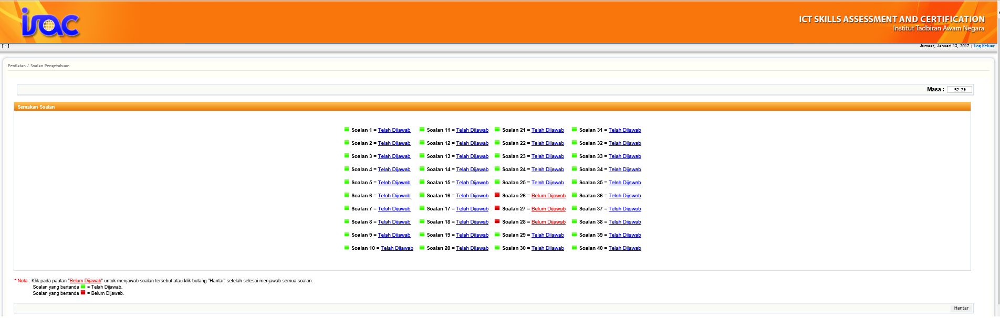 isac
ICT SKILLS ASSESSMENT AND CERTIFICATION
Institut Tadbiran Awam Negara
[ - ]
Jumaat, Januari 13, 2017 | Log Keluar
Penilaian / Soalan Pengetahuan
Masa : 52:29
Semakan Soalan
Soalan 1 = Telah Dijawab Soalan 11 = Telah Dijawab Soalan 21 = Telah Dijawab Soalan 31 = Telah Dijawab
Soalan 2 = Telah Dijawab Soalan 12 = Telah Dijawab Soalan 22 = Telah Dijawab Soalan 32 = Telah Dijawab
Soalan 3 = Telah Dijawab Soalan 13 = Telah Dijawab Soalan 23 = Telah Dijawab Soalan 33 = Telah Dijawab
Soalan 4 = Telah Dijawab Soalan 14 = Telah Dijawab Soalan 24 = Telah Dijawab Soalan 34 = Telah Dijawab
Soalan 5 = Telah Dijawab Soalan 15 = Telah Dijawab Soalan 25 = Telah Dijawab Soalan 35 = Telah Dijawab
Soalan 6 = Telah Dijawab Soalan 16 = Telah Dijawab Soalan 26 = Belum Dijawab Soalan 36 = Telah Dijawab
Soalan 7 = Telah Dijawab Soalan 17 = Telah Dijawab Soalan 27 = Belum Dijawab Soalan 37 = Telah Dijawab
Soalan 8 = Telah Dijawab Soalan 18 = Telah Dijawab Soalan 28 = Belum Dijawab Soalan 38 = Telah Dijawab
Soalan 9 = Telah Dijawab Soalan 19 = Telah Dijawab Soalan 29 = Telah Dijawab Soalan 39 = Telah Dijawab
Soalan 10 = Telah Dijawab Soalan 20 = Telah Dijawab Soalan 30 = Telah Dijawab Soalan 40 = Telah Dijawab
* Nota : Klik pada pautan "Belum Dijawab" untuk menjawab soalan tersebut atau klik butang "Hantar" setelah selesai menjawab semua soalan.
Soalan yang bertanda = Telah Dijawab.
Soalan yang bertanda = Belum Dijawab.
Hantar